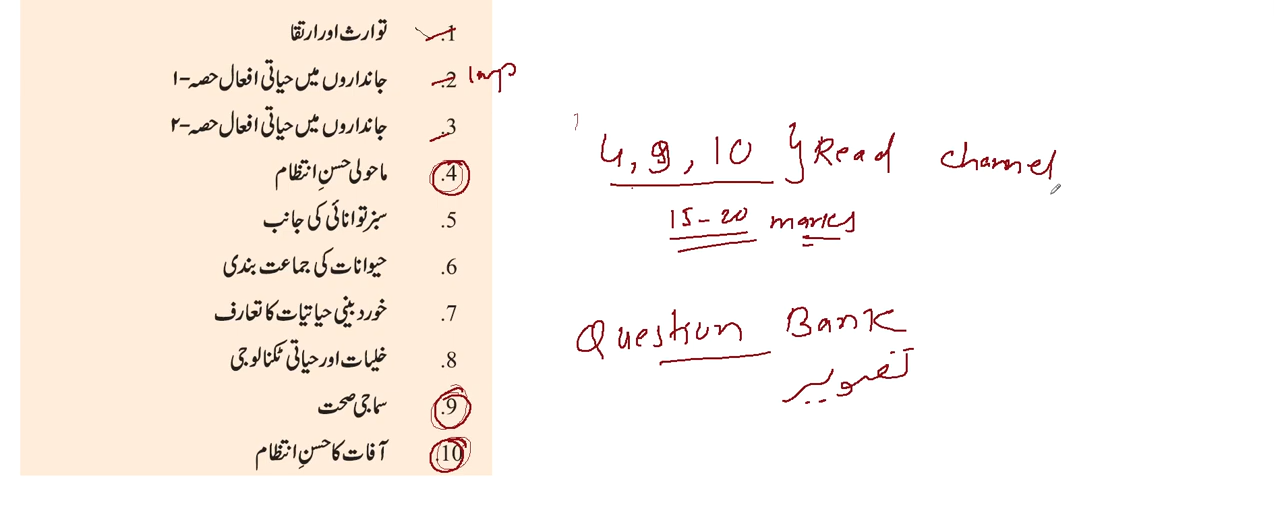 1. توارث اور ارتقا
2. جانداروں میں حیاتی افعال حصہ-۱ Imp
3. جانداروں میں حیاتی افعال حصہ-۲
4. ماحولی حسنِ انتظام
5. سبز توانائی کی جانب
6. حیوانات کی جماعت بندی
7. خوردبینی حیاتیات کا تعارف
8. خلیات اور حیاتی ٹکنالوجی
9. سماجی صحت
10. آفات کا حسنِ انتظام
4, 9, 10 } Read Channel
15-20 marks
Question Bank
تصویر